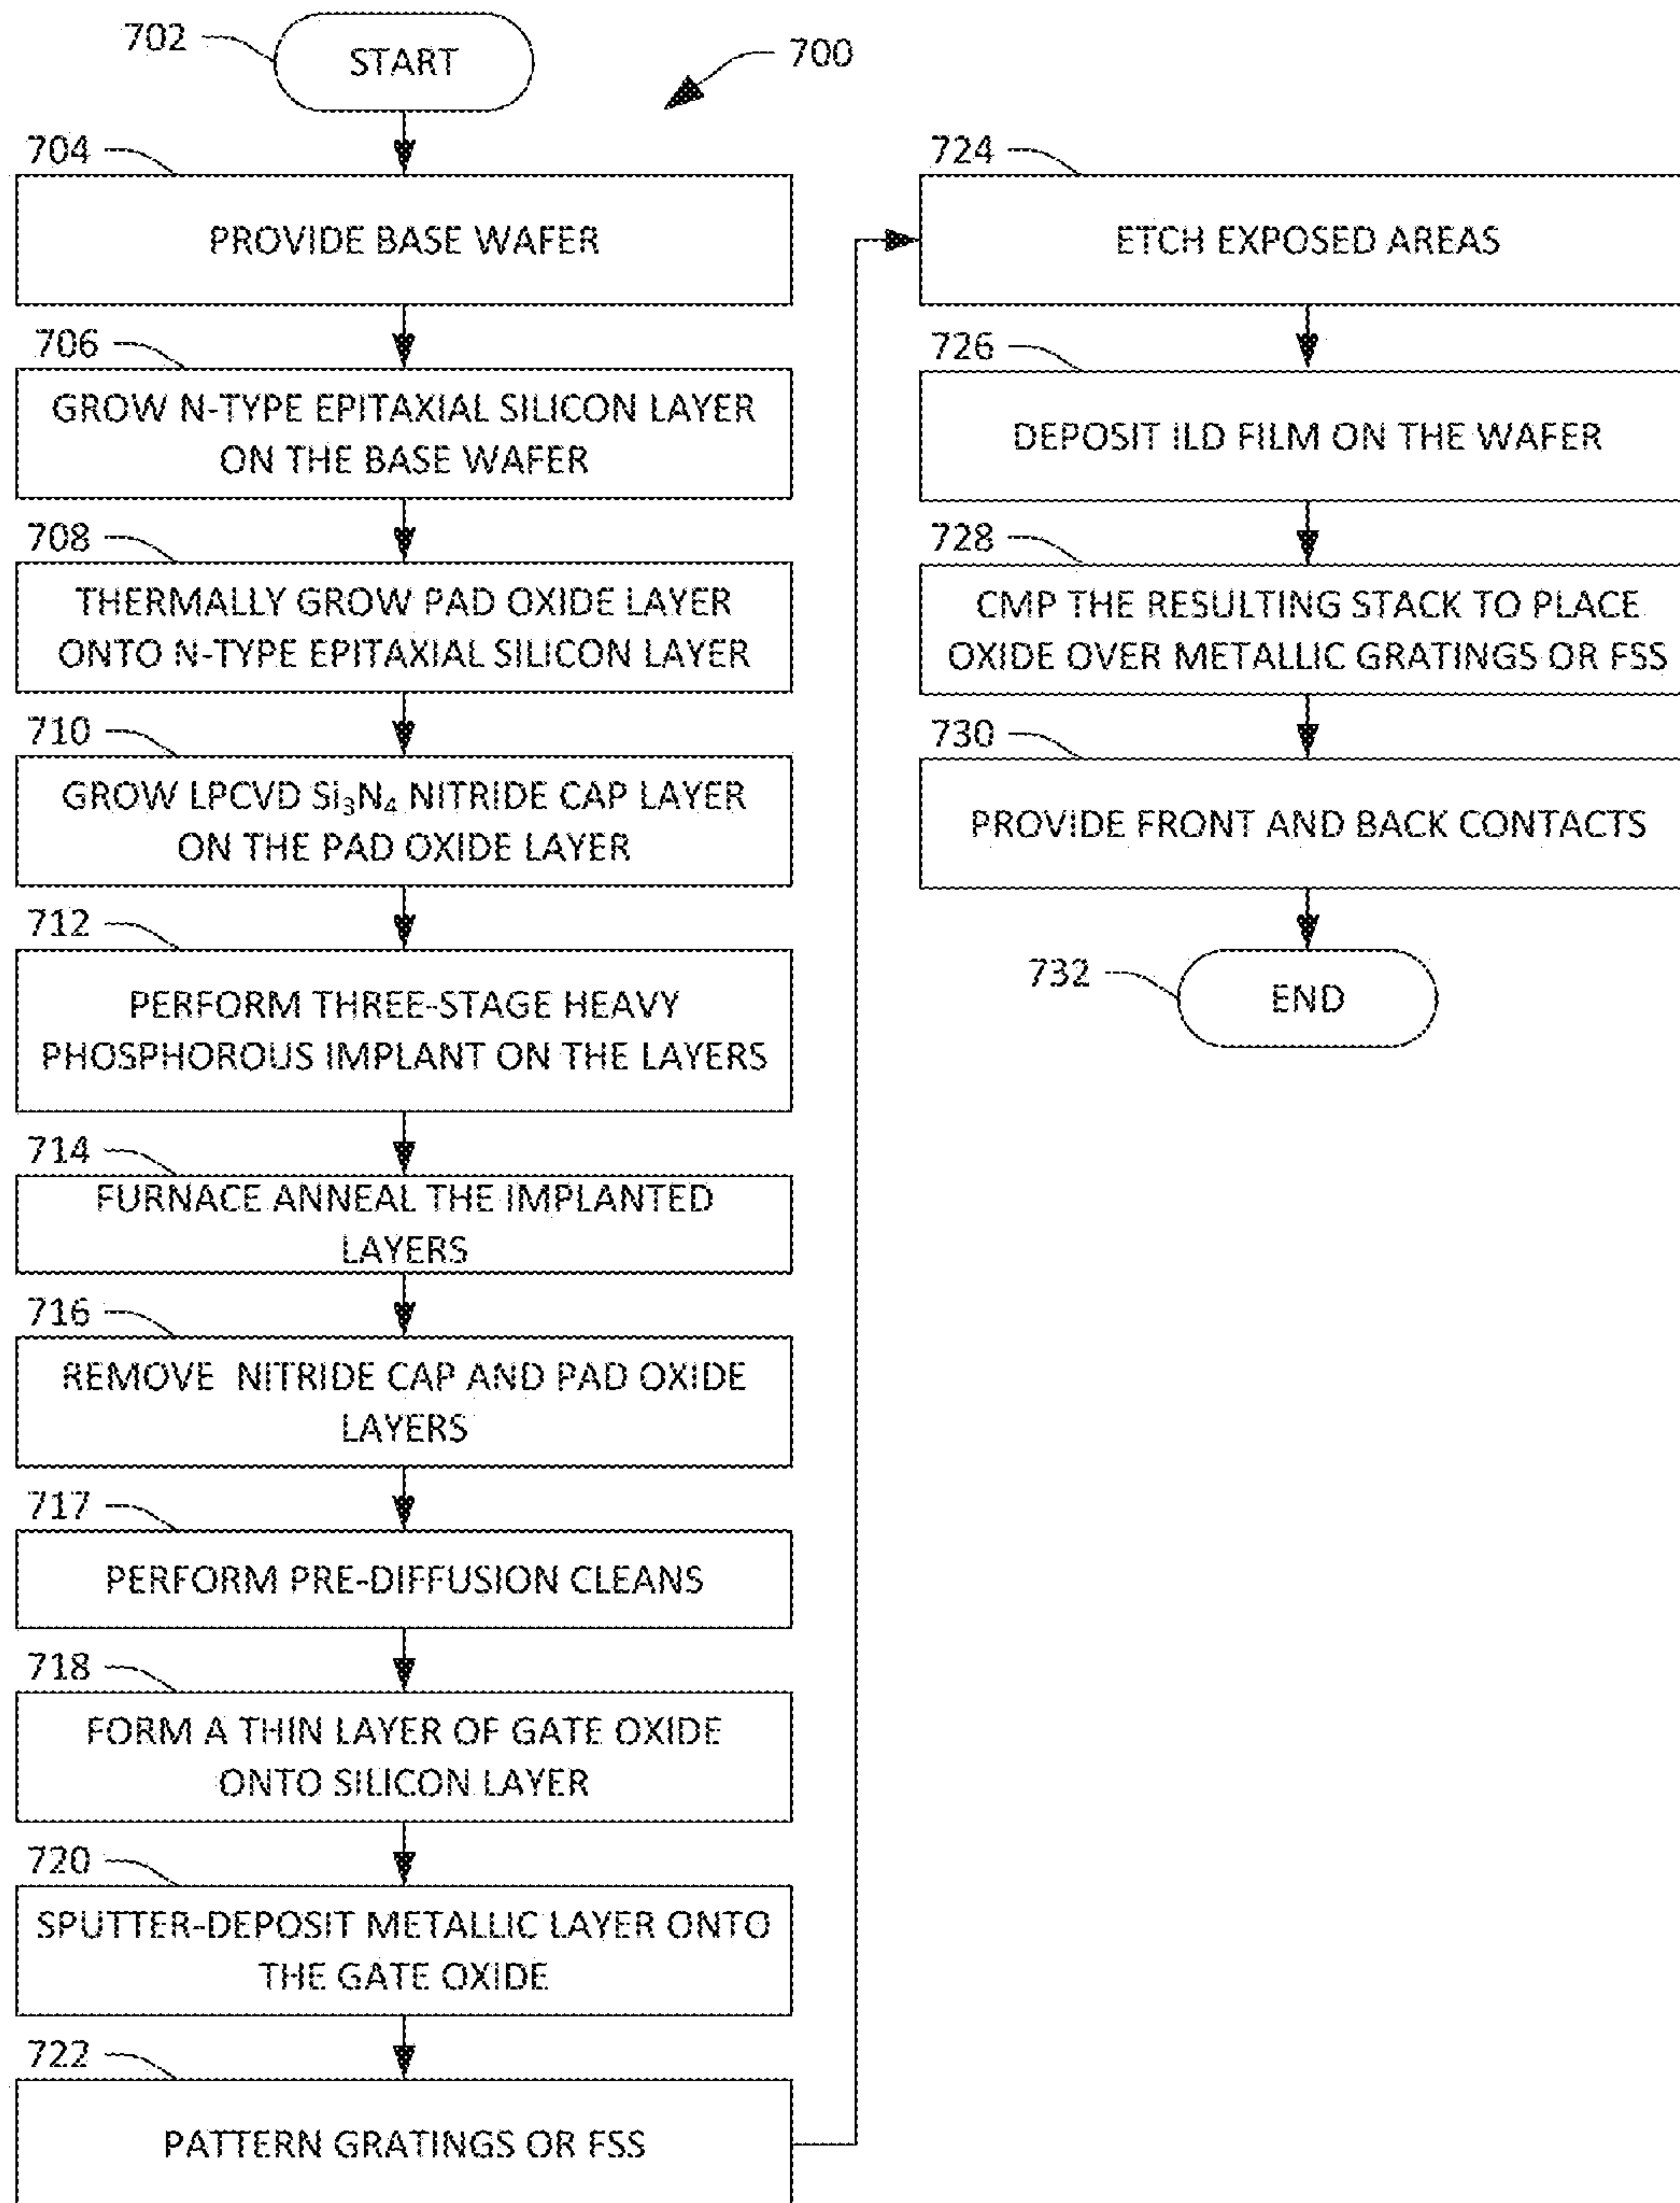 702
START
700
704
PROVIDE BASE WAFER
706
GROW N-TYPE EPITAXIAL SILICON LAYER
ON THE BASE WAFER
708
THERMALLY GROW PAD OXIDE LAYER
ONTO N-TYPE EPITAXIAL SILICON LAYER
710
GROW LPCVD Si₃N₄ NITRIDE CAP LAYER
ON THE PAD OXIDE LAYER
712
PERFORM THREE-STAGE HEAVY
PHOSPHOROUS IMPLANT ON THE LAYERS
714
FURNACE ANNEAL THE IMPLANTED
LAYERS
716
REMOVE NITRIDE CAP AND PAD OXIDE
LAYERS
717
PERFORM PRE-DIFFUSION CLEANS
718
FORM A THIN LAYER OF GATE OXIDE
ONTO SILICON LAYER
720
SPUTTER-DEPOSIT METALLIC LAYER ONTO
THE GATE OXIDE
722
PATTERN GRATINGS OR FSS
724
ETCH EXPOSED AREAS
726
DEPOSIT ILD FILM ON THE WAFER
728
CMP THE RESULTING STACK TO PLACE
OXIDE OVER METALLIC GRATINGS OR FSS
730
PROVIDE FRONT AND BACK CONTACTS
732
END